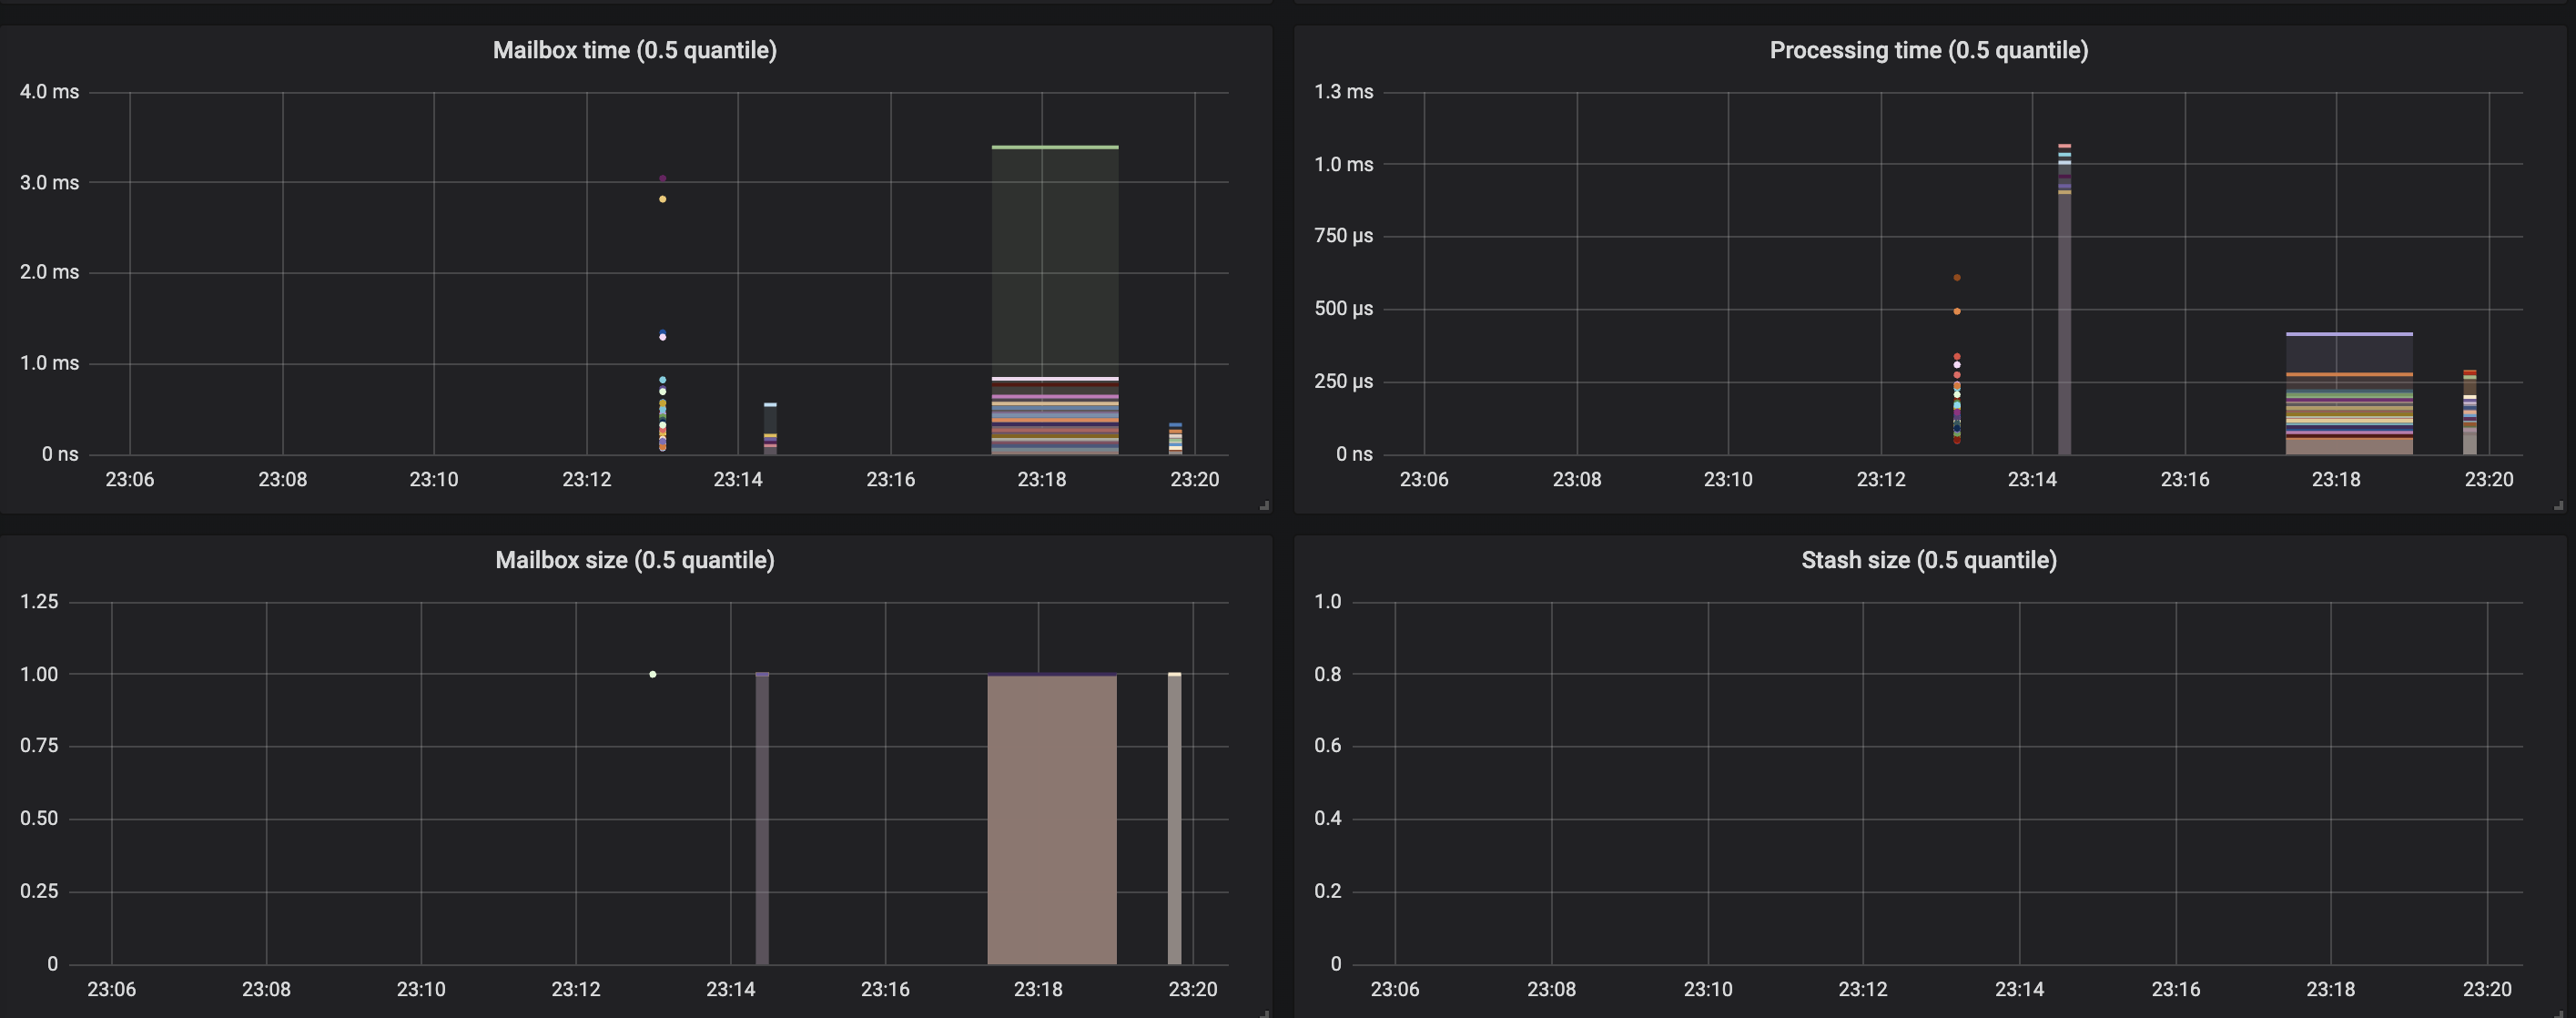 Mailbox time (0.5 quantile)
4.0 ms
3.0 ms
2.0 ms
1.0 ms
0 ns
23:06 23:08 23:10 23:12 23:14 23:16 23:18 23:20
Processing time (0.5 quantile)
1.3 ms
1.0 ms
750 µs
500 µs
250 µs
0 ns
23:06 23:08 23:10 23:12 23:14 23:16 23:18 23:20
Mailbox size (0.5 quantile)
1.25
1.00
0.75
0.50
0.25
0
23:06 23:08 23:10 23:12 23:14 23:16 23:18 23:20
Stash size (0.5 quantile)
1.0
0.8
0.6
0.4
0.2
0
23:06 23:08 23:10 23:12 23:14 23:16 23:18 23:20